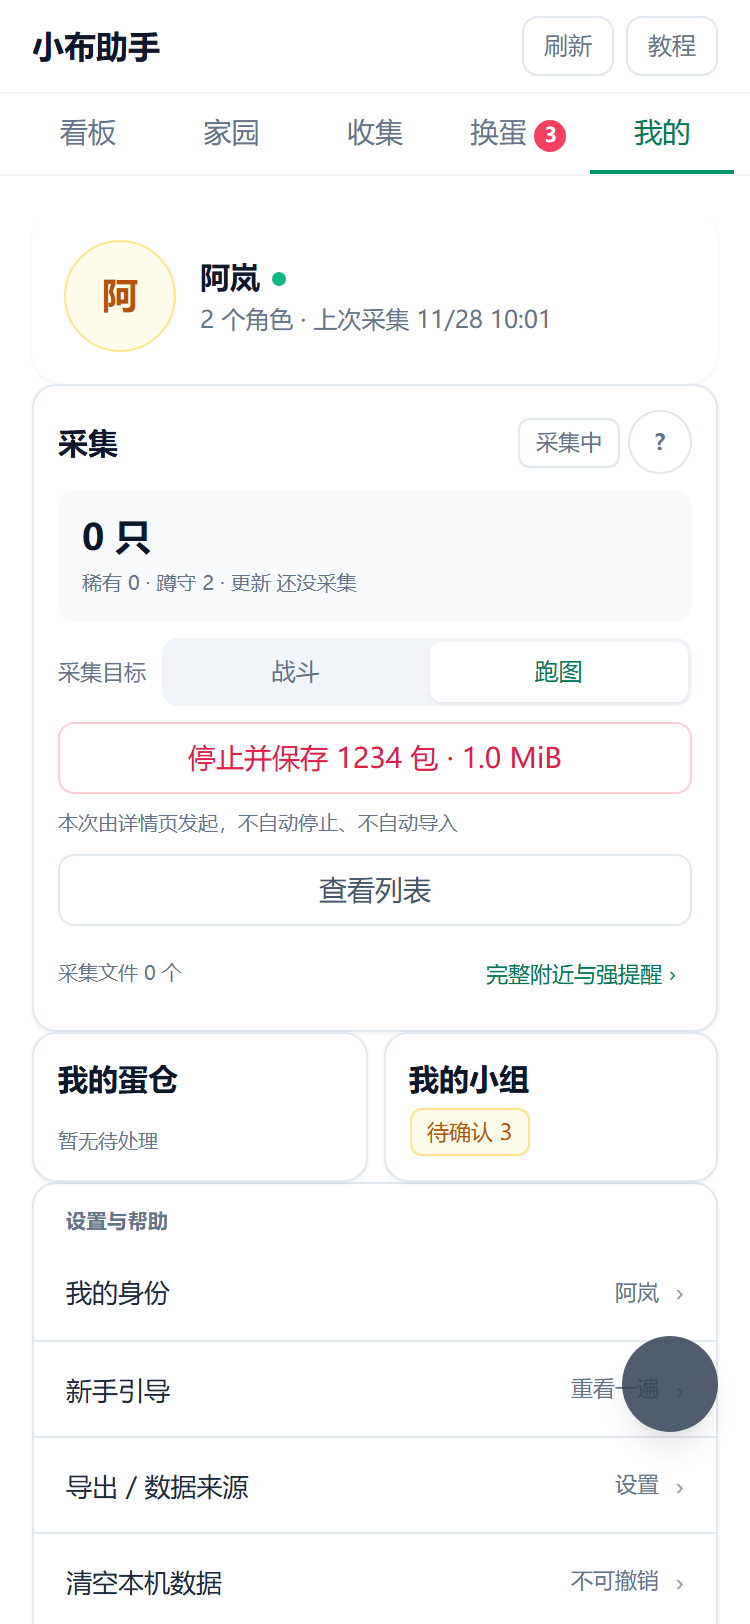 小布助手
刷新
教程
看板
家园
收集
换蛋 3
我的
阿
阿岚
2 个角色 · 上次采集 11/28 10:01
采集
采集中
?
0 只
稀有 0 · 蹲守 2 · 更新 还没采集
采集目标
战斗
跑图
停止并保存 1234 包 · 1.0 MiB
本次由详情页发起，不自动停止、不自动导入
查看列表
采集文件 0 个
完整附近与强提醒 ›
我的蛋仓
暂无待处理
我的小组
待确认 3
设置与帮助
我的身份
阿岚 ›
新手引导
重看一遍 ›
导出 / 数据来源
设置 ›
清空本机数据
不可撤销 ›